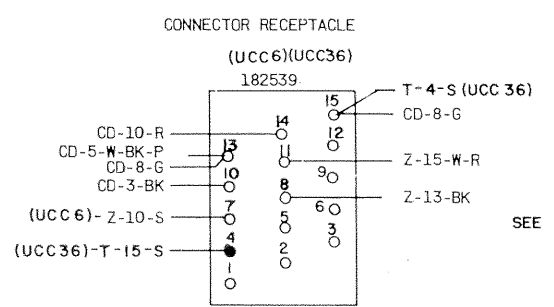 CONNECTOR RECEPTACLE
(UCC6)(UCC36)
182539
15 T-4-S (UCC 36)
CD-8-G
14
CD-10-R
12
13
CD-5-W-BK-P
11
CD-8-G
Z-15-W-R
10
CD-3-BK
9
8
Z-13-BK
7
(UCC6)-Z-10-S
6
5
SEE
4
3
(UCC36)-T-15-S
2
1